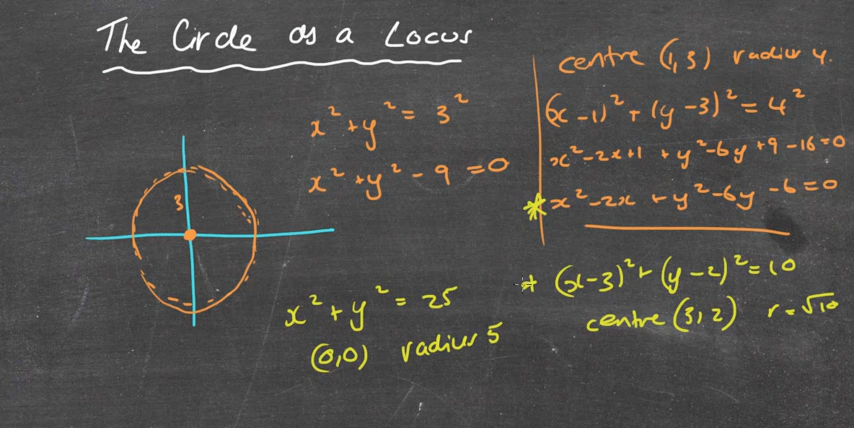 The Circle as a Locus
x² + y² = 3²
x² + y² - 9 = 0
3
x² + y² = 25
(0,0) radius 5
centre (1,3) radius 4.
(x - 1)² + (y - 3)² = 4²
x² - 2x + 1 + y² - 6y + 9 - 16 = 0
* x² - 2x + y² - 6y - 6 = 0
+ (x - 3)² + (y - 2)² = 10
centre (3,2) r = √10